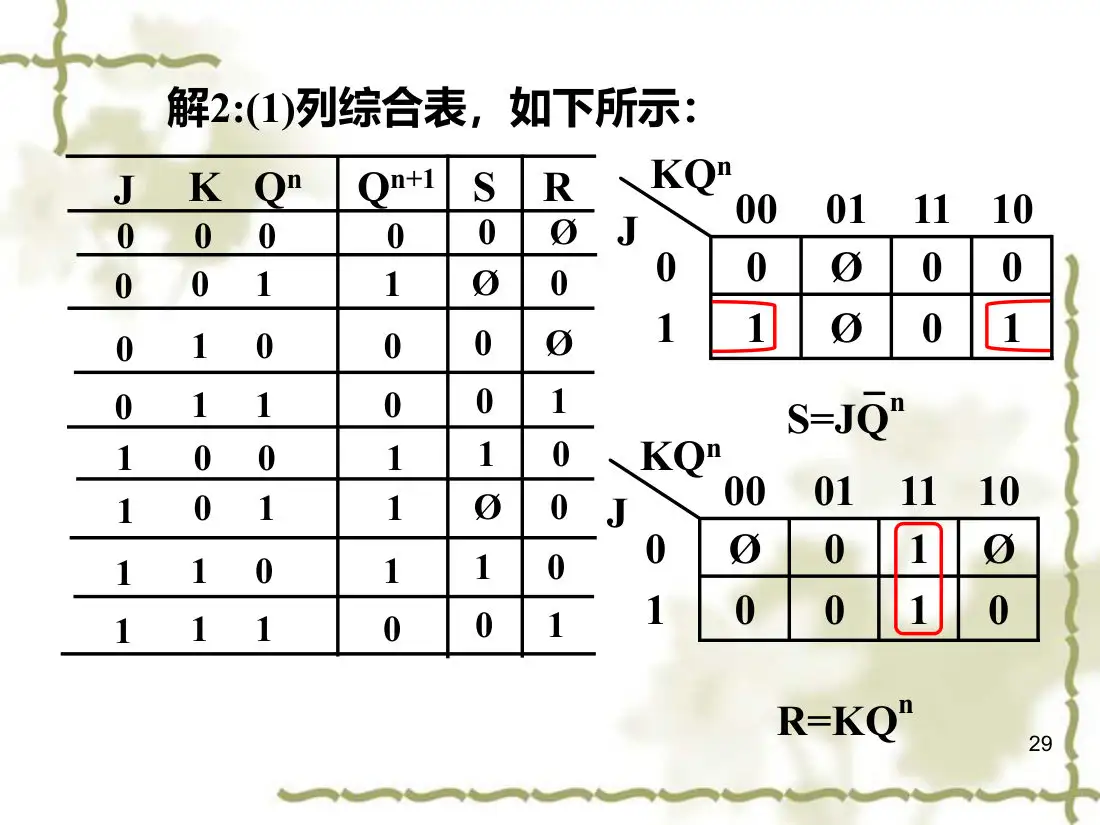 解2:(1)列综合表，如下所示：
J K Qⁿ Qⁿ⁺¹ S R
0 0 0 0 0 Ø
0 0 1 1 Ø 0
0 1 0 0 0 Ø
0 1 1 0 0 1
1 0 0 1 1 0
1 0 1 1 Ø 0
1 1 0 1 1 0
1 1 1 0 0 1
KQⁿ
J
00 01 11 10
0 0 Ø 0 0
1 1 Ø 0 1
S=JQ̅ⁿ
KQⁿ
J
00 01 11 10
0 Ø 0 1 Ø
1 0 0 1 0
R=KQⁿ
29